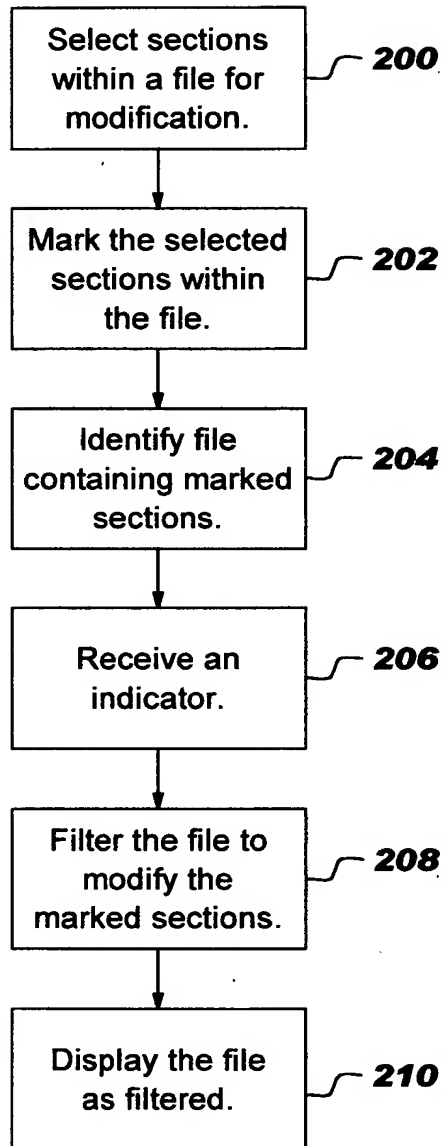 Select sections
within a file for
modification.
200
Mark the selected
sections within
the file.
202
Identify file
containing marked
sections.
204
Receive an
indicator.
206
Filter the file to
modify the
marked sections.
208
Display the file
as filtered.
210